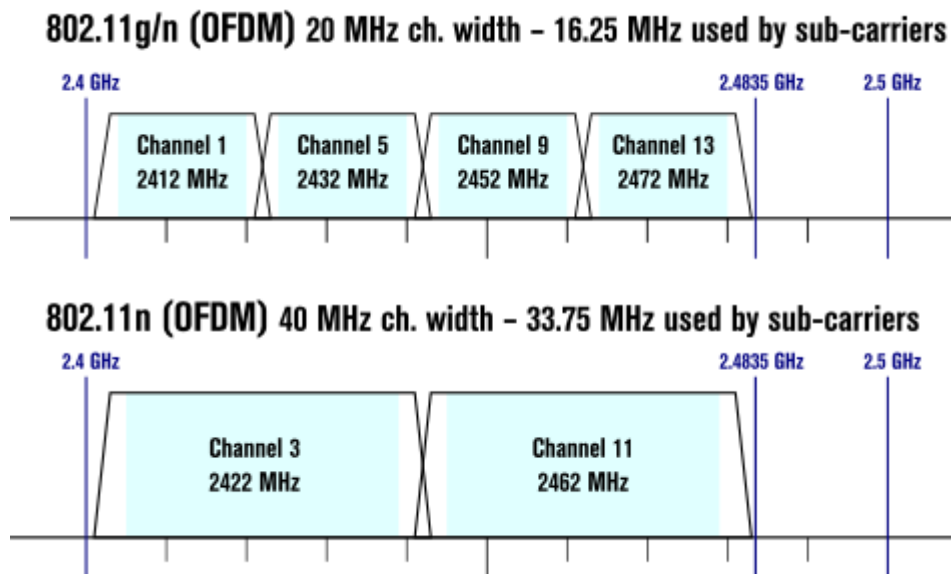 802.11g/n (OFDM) 20 MHz ch. width – 16.25 MHz used by sub-carriers
2.4 GHz 2.4835 GHz 2.5 GHz
Channel 1 Channel 5 Channel 9 Channel 13
2412 MHz 2432 MHz 2452 MHz 2472 MHz
802.11n (OFDM) 40 MHz ch. width – 33.75 MHz used by sub-carriers
2.4 GHz 2.4835 GHz 2.5 GHz
Channel 3 Channel 11
2422 MHz 2462 MHz